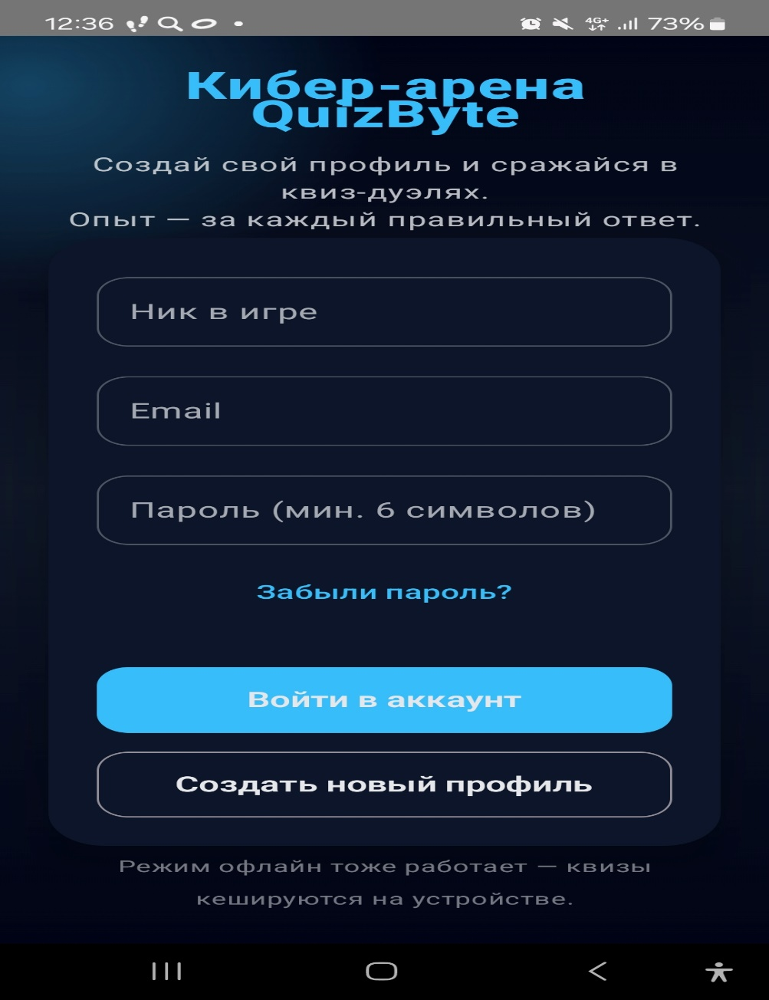 12:36
4G+
73%
Кибер-арена
QuizByte
Создай свой профиль и сражайся в
квиз-дуэлях.
Опыт — за каждый правильный ответ.
Ник в игре
Email
Пароль (мин. 6 символов)
Забыли пароль?
Войти в аккаунт
Создать новый профиль
Режим офлайн тоже работает — квизы
кешируются на устройстве.